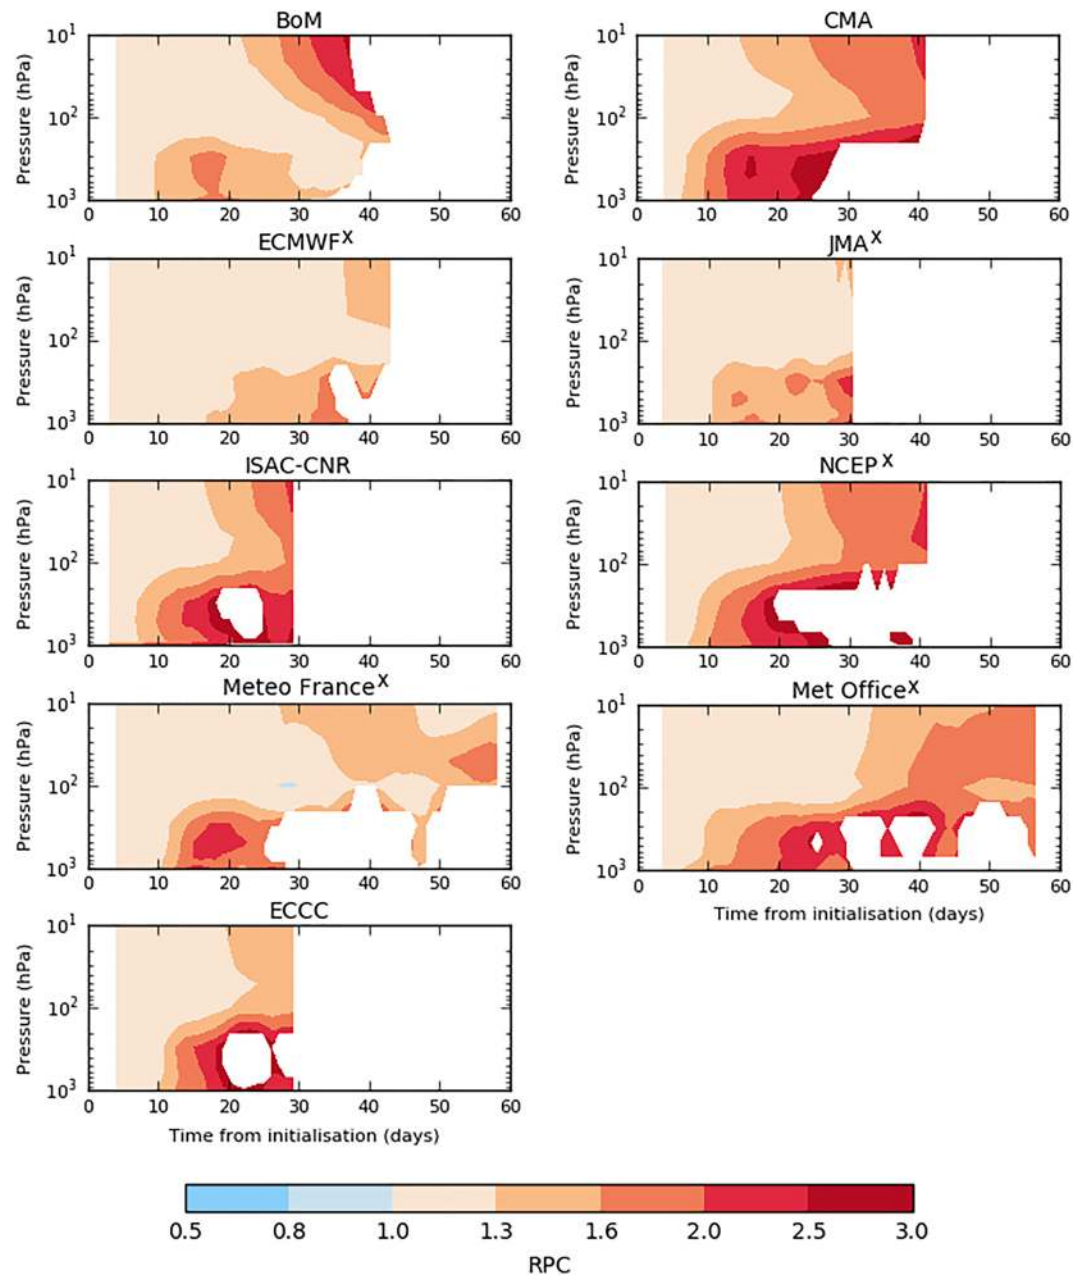 BoM
CMA
10¹
10²
10³
Pressure (hPa)
0 10 20 30 40 50 60
10¹
10²
10³
Pressure (hPa)
0 10 20 30 40 50 60
ECMWFˣ
JMAˣ
10¹
10²
10³
Pressure (hPa)
0 10 20 30 40 50 60
10¹
10²
10³
Pressure (hPa)
0 10 20 30 40 50 60
ISAC-CNR
NCEP ˣ
10¹
10²
10³
Pressure (hPa)
0 10 20 30 40 50 60
10¹
10²
10³
Pressure (hPa)
0 10 20 30 40 50 60
Meteo Franceˣ
Met Officeˣ
10¹
10²
10³
Pressure (hPa)
0 10 20 30 40 50 60
10¹
10²
10³
Pressure (hPa)
0 10 20 30 40 50 60
Time from initialisation (days)
ECCC
10¹
10²
10³
Pressure (hPa)
0 10 20 30 40 50 60
Time from initialisation (days)
0.5 0.8 1.0 1.3 1.6 2.0 2.5 3.0
RPC